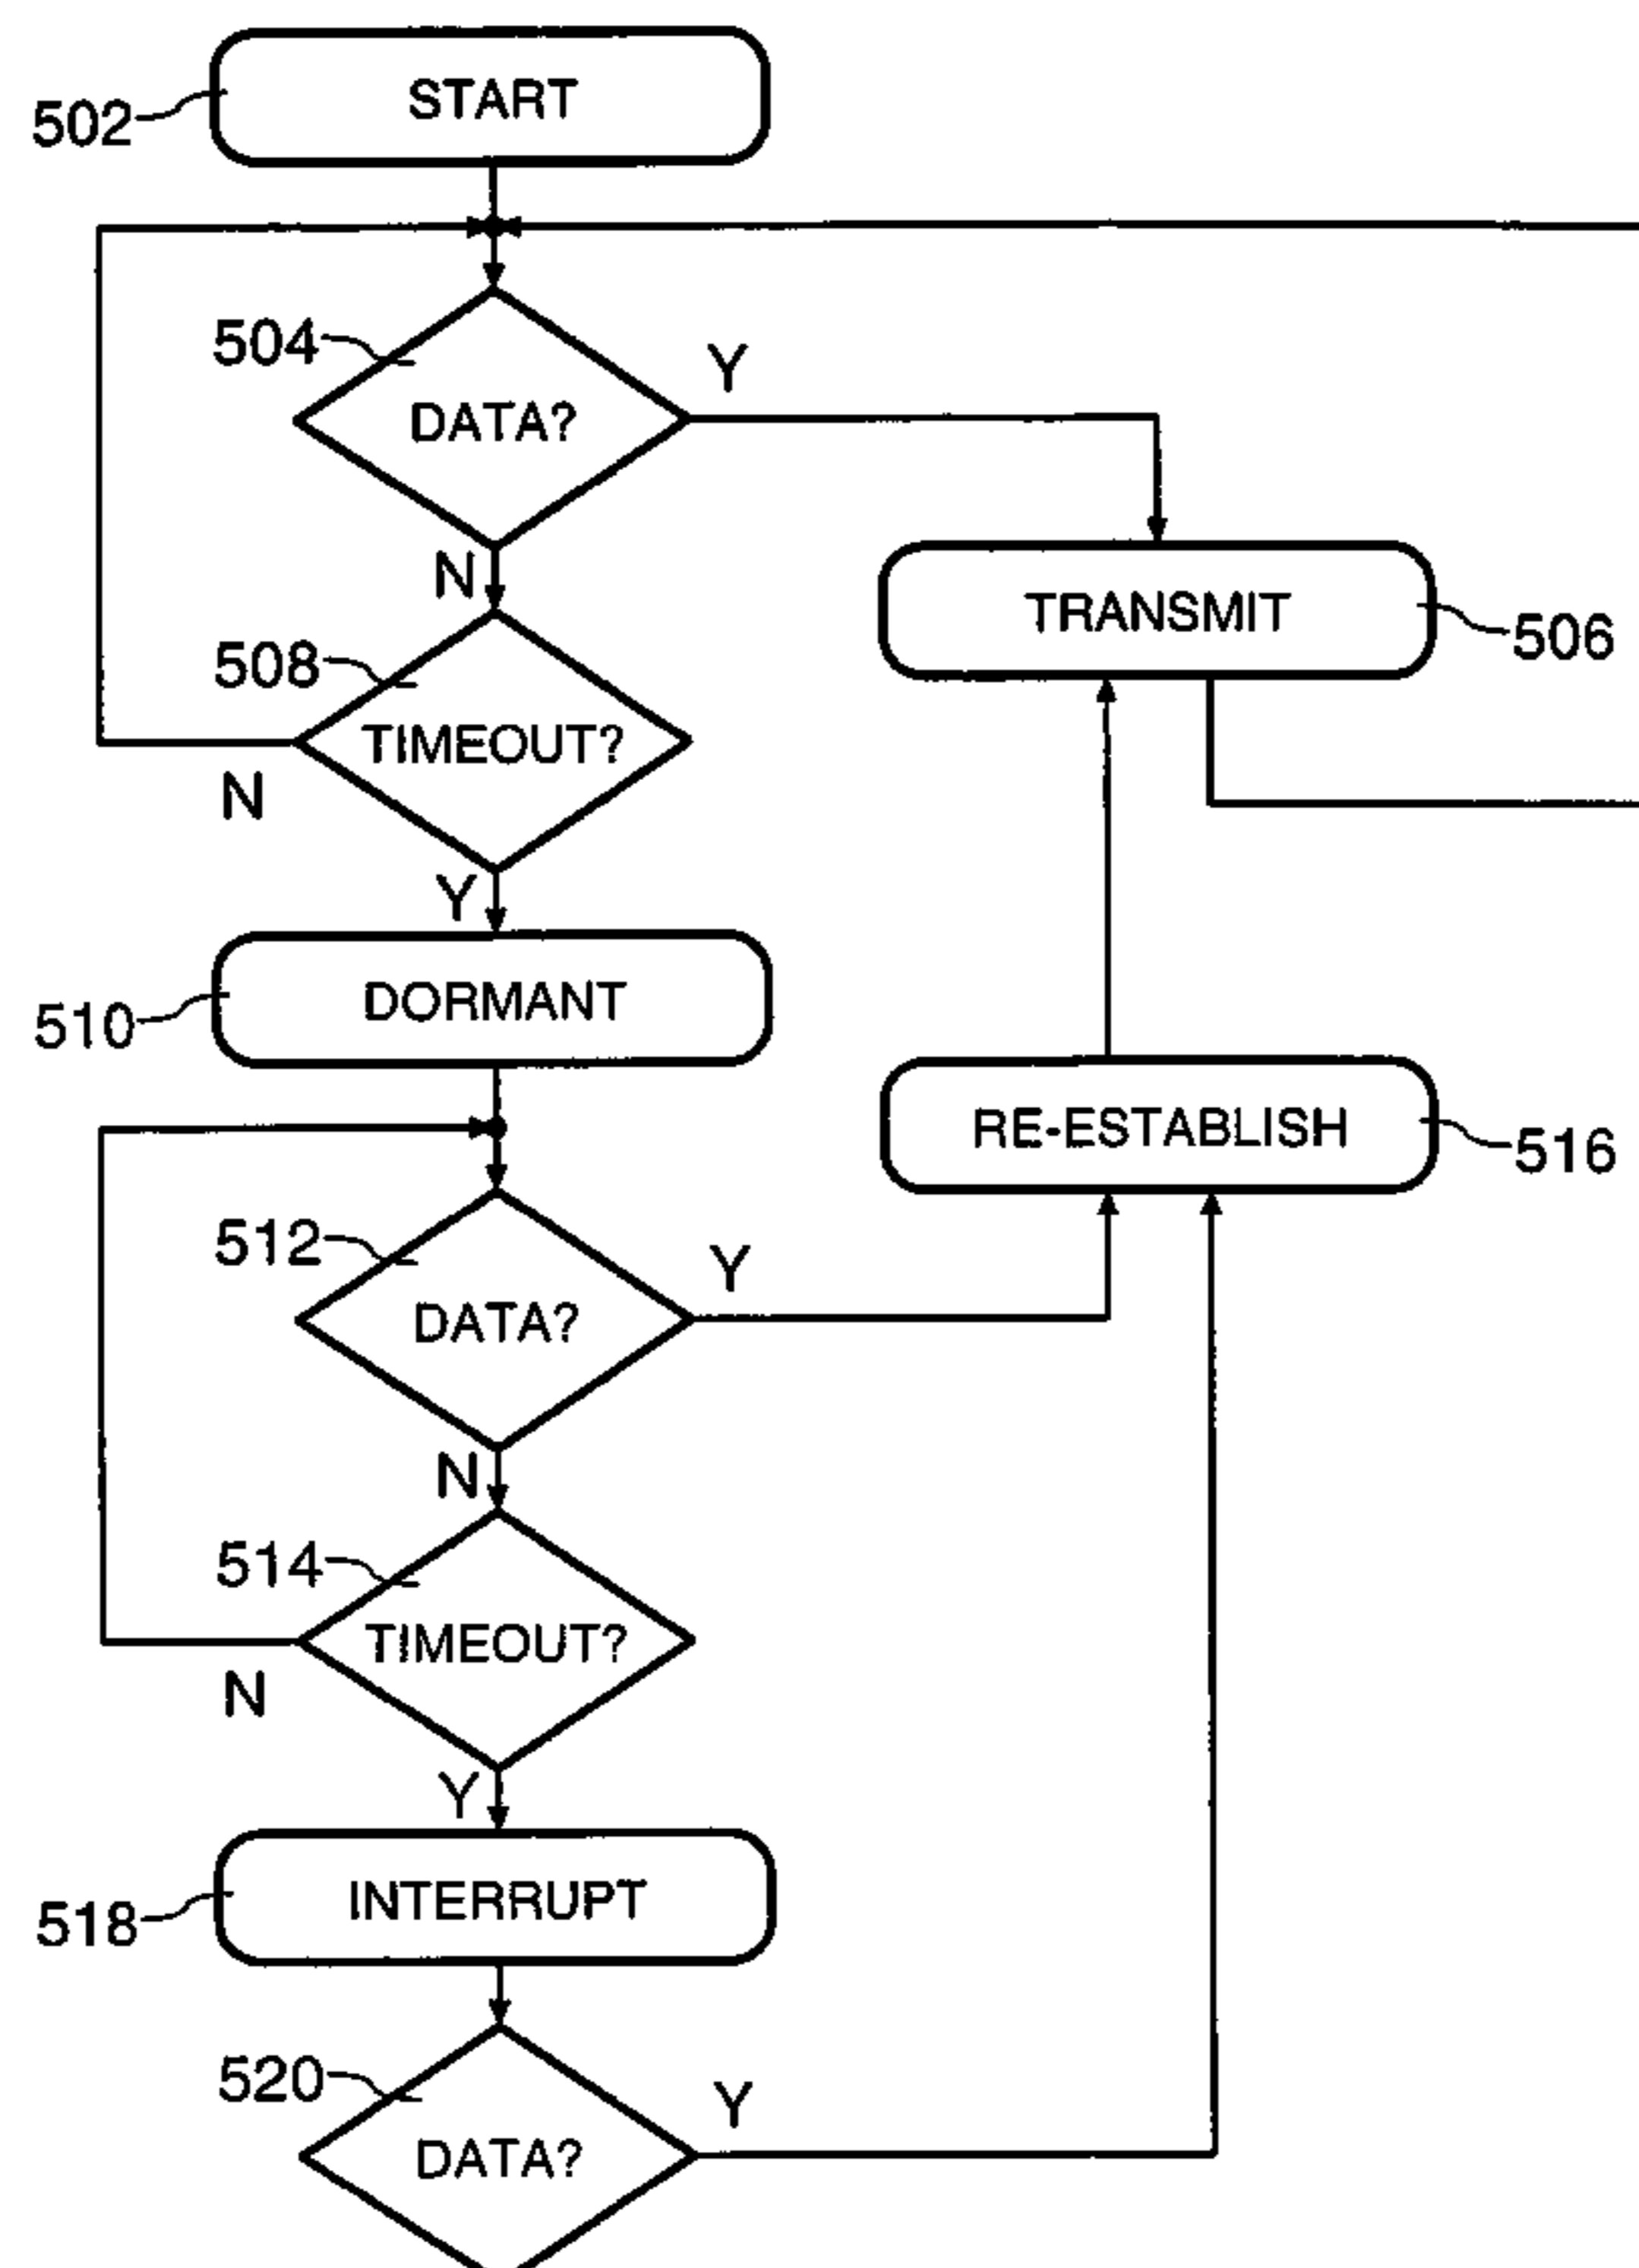 START
502
504
Y
DATA?
N
TRANSMIT
506
508
TIMEOUT?
N
Y
DORMANT
510
RE-ESTABLISH
516
512
Y
DATA?
N
514
TIMEOUT?
N
Y
INTERRUPT
518
520
Y
DATA?